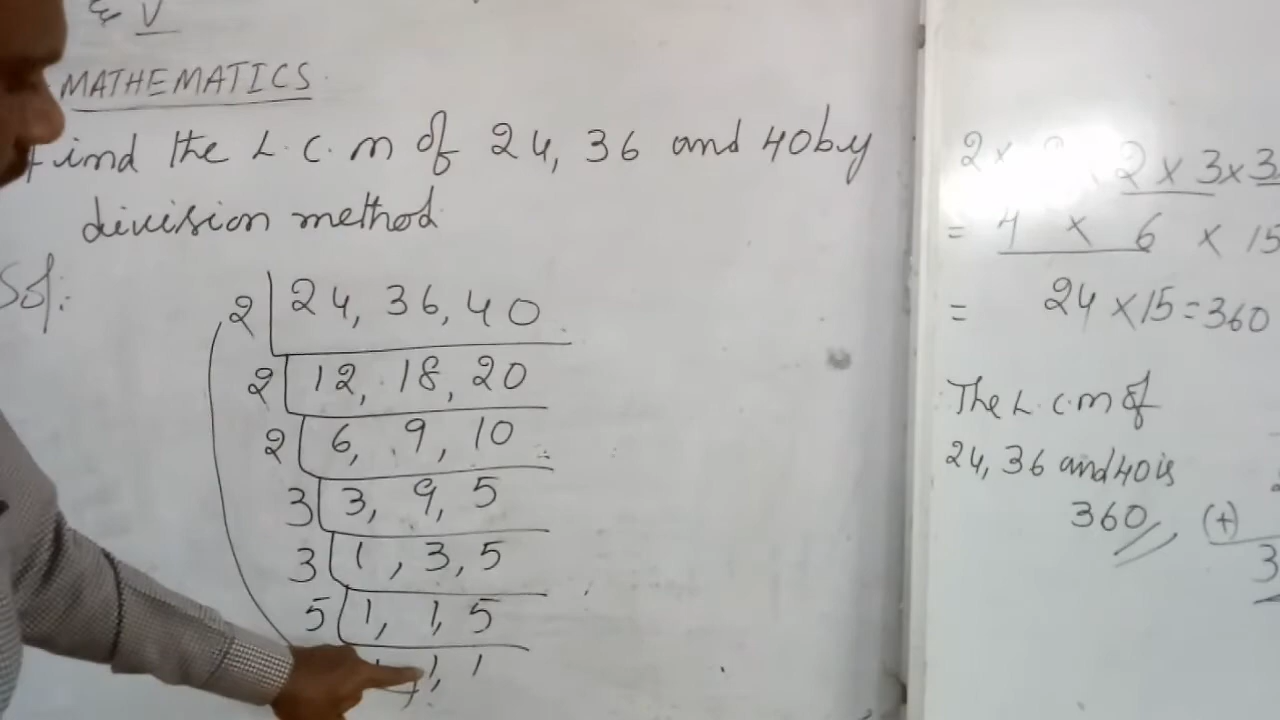 & V
MATHEMATICS
Find the L.C.m of 24, 36 and 40 by
division method
Sol:
2 24, 36, 40
2 12, 18, 20
2 6, 9, 10
3 3, 9, 5
3 1, 3, 5
5 1, 1, 5
1, 1
2 × 2 × 3 × 3
= 4 × 6 × 15
= 24 × 15 = 360
The L.C.m of
24, 36 and 40 is
360
(+)
3